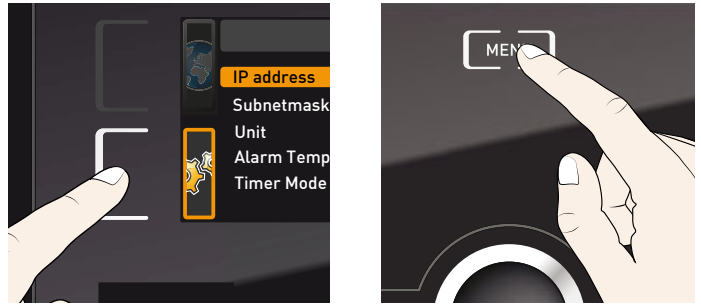 IP address
Subnetmask
Unit
Alarm Temp
Timer Mode
MEN